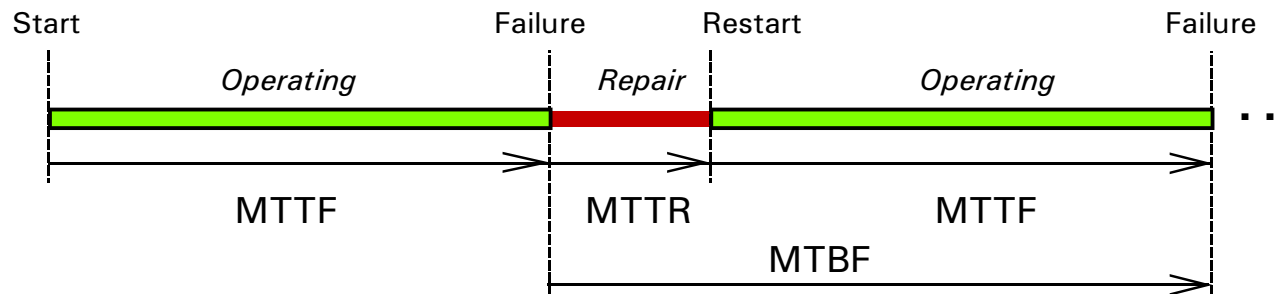 Start Failure Restart Failure
Operating Repair Operating
. .
MTTF MTTR MTTF
MTBF